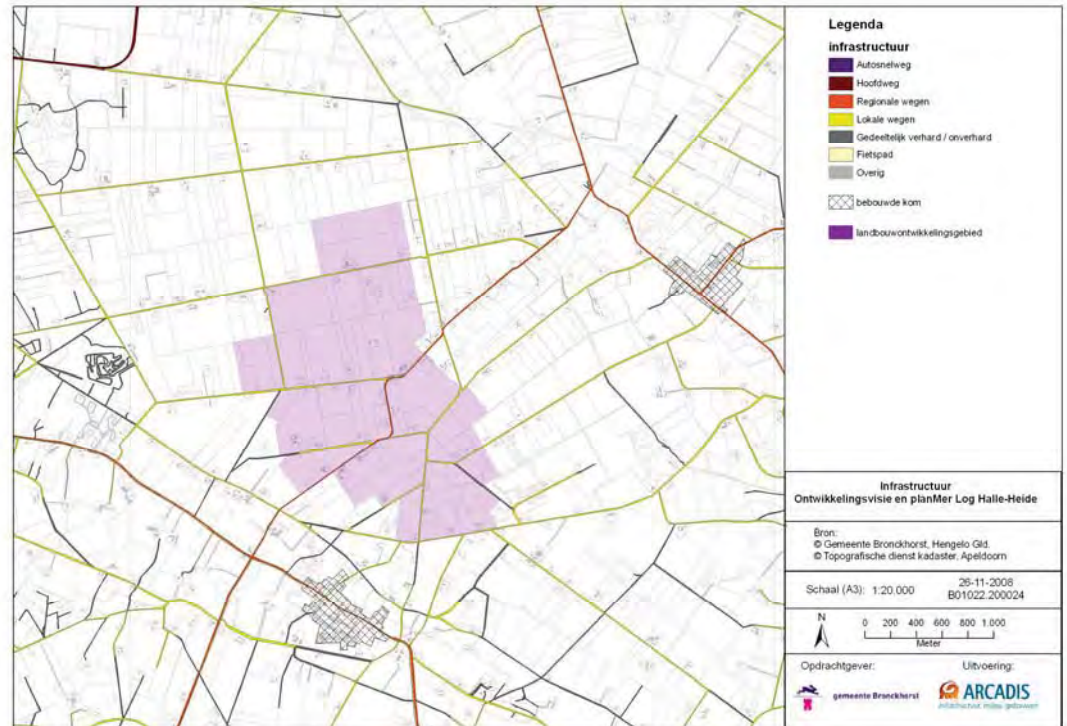 Legenda
infrastructuur
Autosnelweg
Hoofdweg
Regionale wegen
Lokale wegen
Gedeeltelijk verhard / onverhard
Fietspad
Overig
bebouwde kom
landbouwontwikkelingsgebied
Infrastructuur
Ontwikkelingsvisie en planMer Log Halle-Heide
Bron:
© Gemeente Bronckhorst, Hengelo Gld.
© Topografische dienst kadaster, Apeldoorn
Schaal (A3): 1:20.000
26-11-2008
B01022.200024
N
0 200 400 600 800 1.000
Meter
Opdrachtgever: Uitvoering:
gemeente Bronckhorst
ARCADIS
infrastructuur, milieu, gebouwen